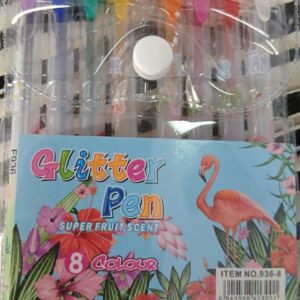 F936
Glitter
Pen
SUPER FRUIT SCENT
8 COLOUR
ITEM NO.936-8